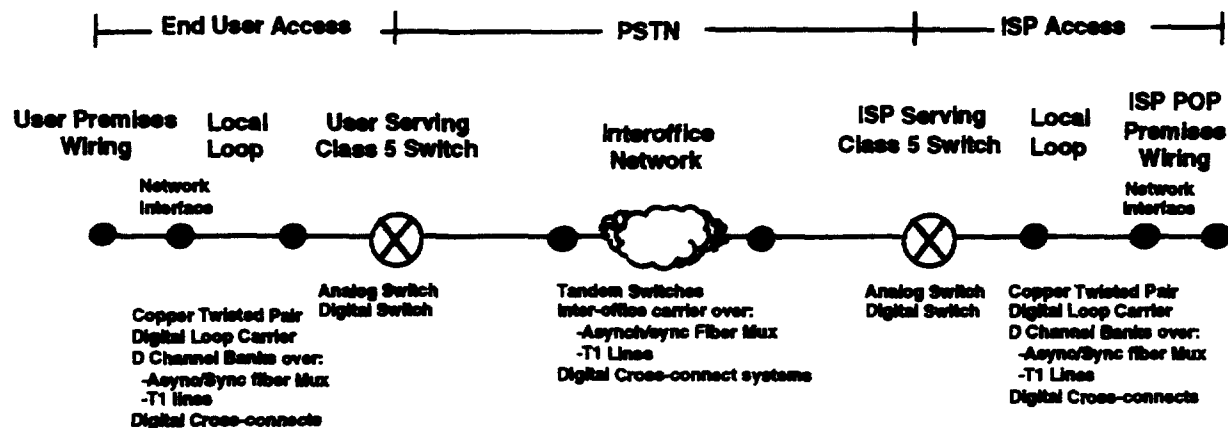 End User Access
PSTN
ISP Access
User Premises
Wiring
Local
Loop
User Serving
Class 5 Switch
Interoffice
Network
ISP Serving
Class 5 Switch
Local
Loop
ISP POP
Premises
Wiring
Network
Interface
Network
Interface
Analog Switch
Digital Switch
Copper Twisted Pair
Digital Loop Carrier
D Channel Banks over:
-Async/Sync fiber Mux
-T1 lines
Digital Cross-connects
Tandem Switches
Inter-office carrier over:
-Asynch/sync Fiber Mux
-T1 Lines
Digital Cross-connect systems
Analog Switch
Digital Switch
Copper Twisted Pair
Digital Loop Carrier
D Channel Banks over:
-Async/Sync fiber Mux
-T1 Lines
Digital Cross-connects